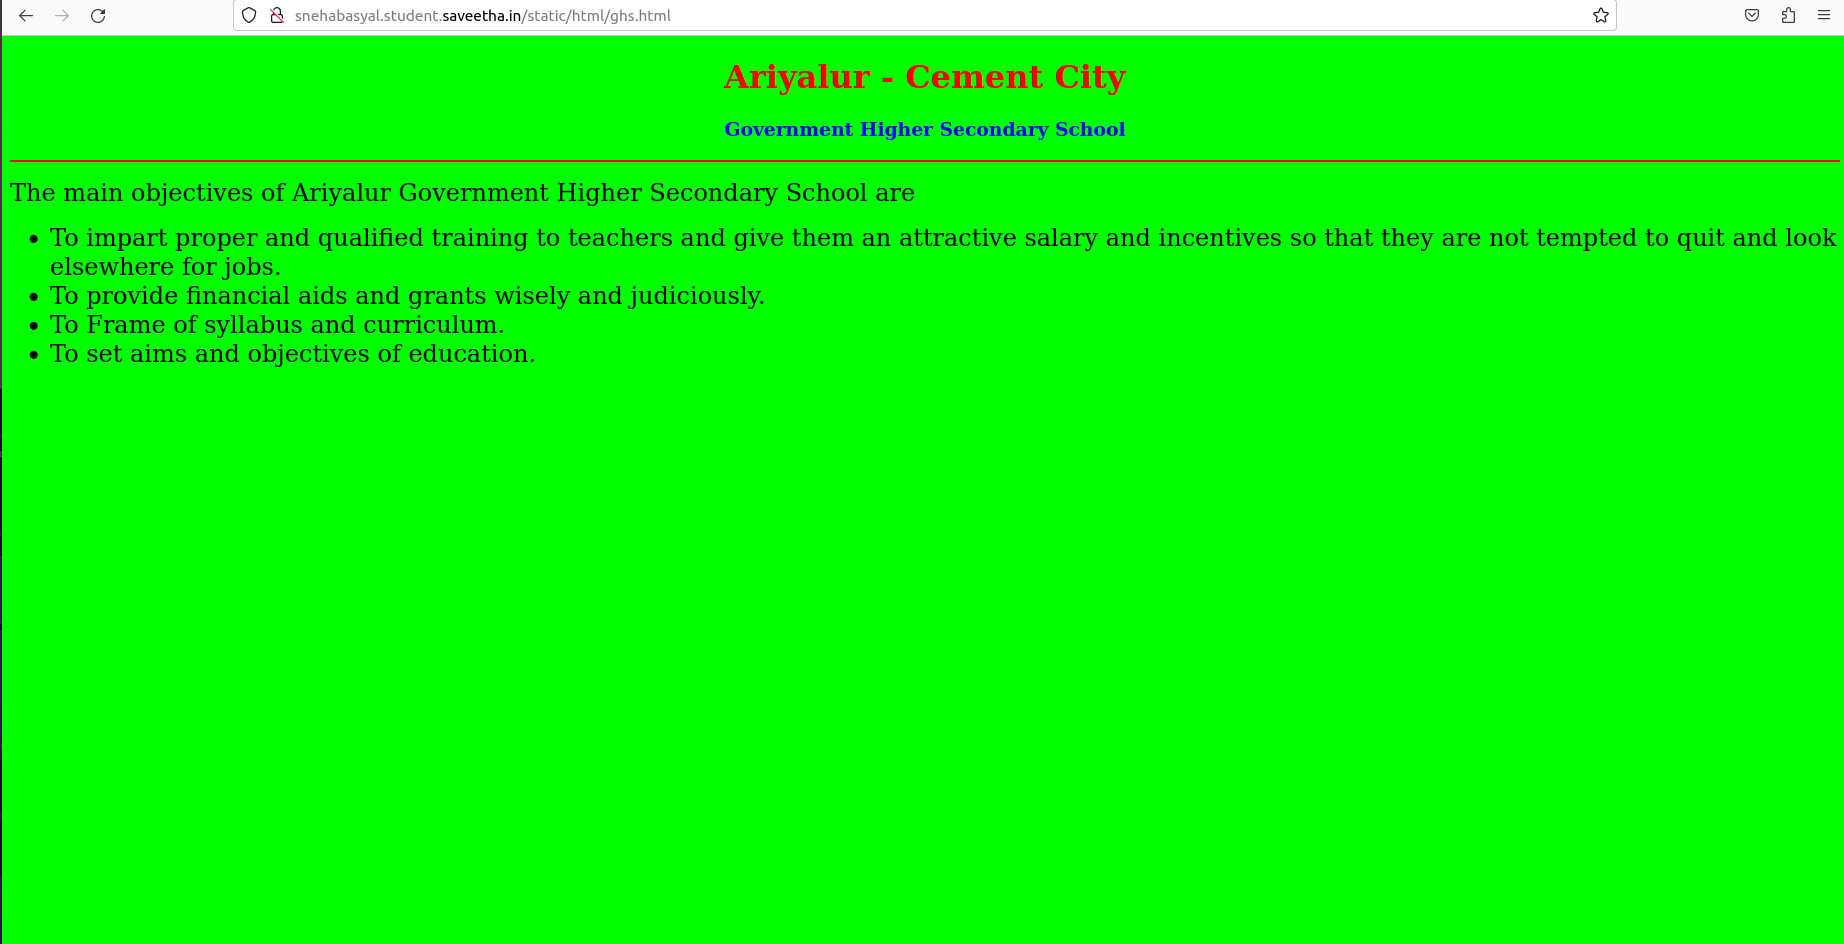 snehabasyal.student.saveetha.in/static/html/ghs.html
Ariyalur - Cement City
Government Higher Secondary School
The main objectives of Ariyalur Government Higher Secondary School are
• To impart proper and qualified training to teachers and give them an attractive salary and incentives so that they are not tempted to quit and look
elsewhere for jobs.
• To provide financial aids and grants wisely and judiciously.
• To Frame of syllabus and curriculum.
• To set aims and objectives of education.